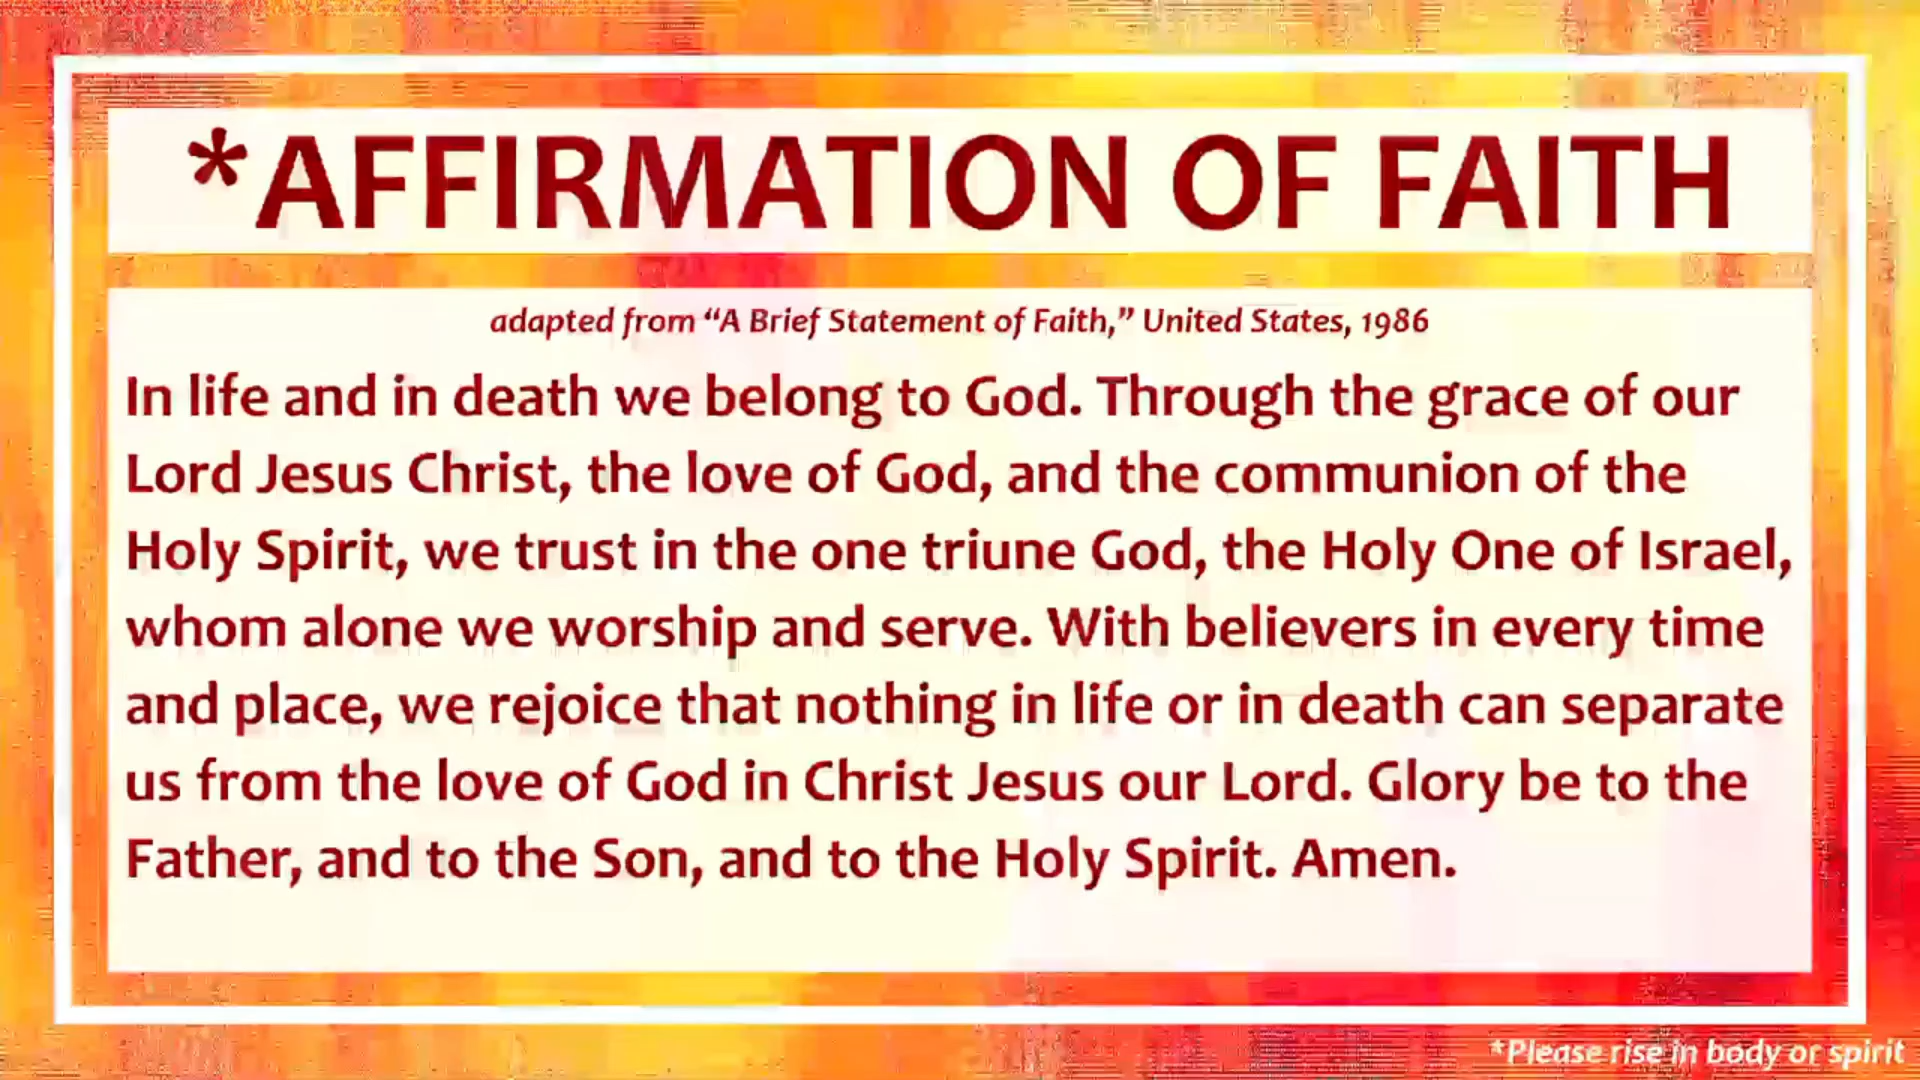 *AFFIRMATION OF FAITH
adapted from “A Brief Statement of Faith,” United States, 1986
In life and in death we belong to God. Through the grace of our
Lord Jesus Christ, the love of God, and the communion of the
Holy Spirit, we trust in the one triune God, the Holy One of Israel,
whom alone we worship and serve. With believers in every time
and place, we rejoice that nothing in life or in death can separate
us from the love of God in Christ Jesus our Lord. Glory be to the
Father, and to the Son, and to the Holy Spirit. Amen.
*Please rise in body or spirit